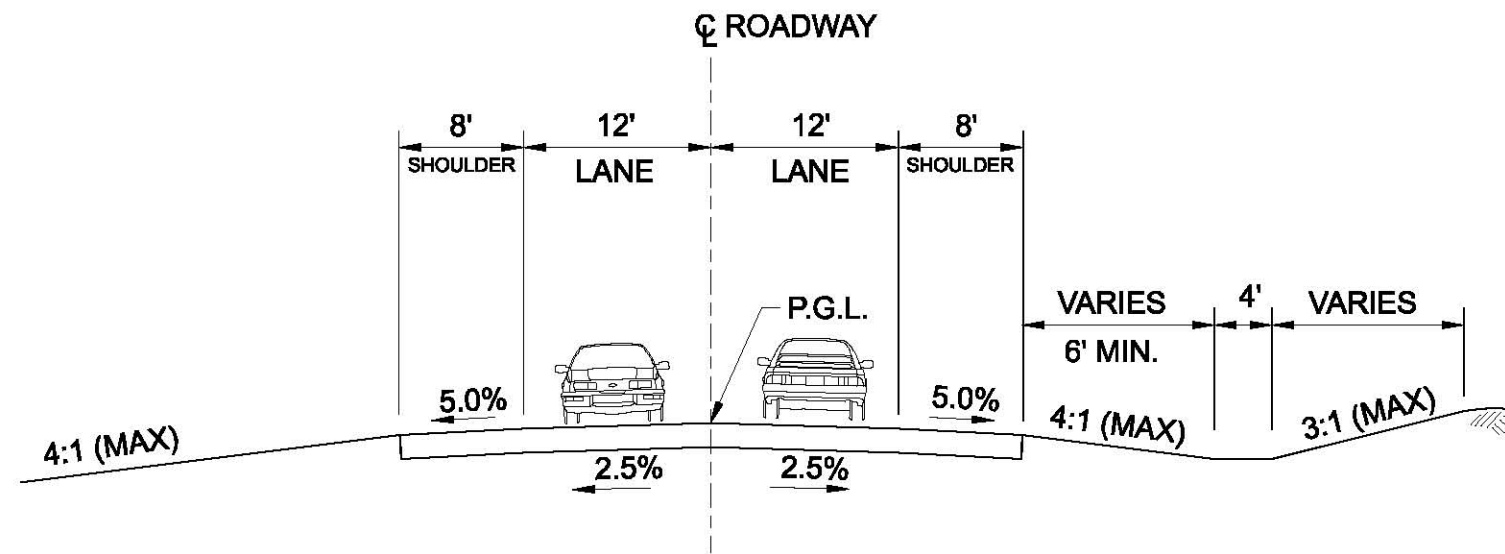 ℄ ROADWAY
8' 12' 12' 8'
SHOULDER LANE LANE SHOULDER
P.G.L.
VARIES 4' VARIES
6' MIN.
5.0% 5.0%
4:1 (MAX) 4:1 (MAX) 3:1 (MAX)
2.5% 2.5%